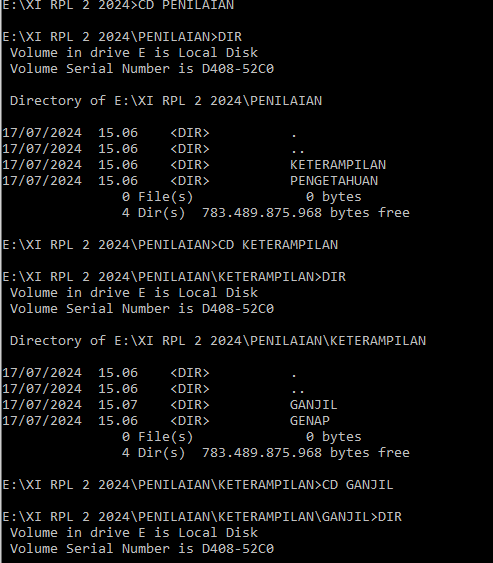 E:\XI RPL 2 2024>CD PENILAIAN
E:\XI RPL 2 2024\PENILAIAN>DIR
Volume in drive E is Local Disk
Volume Serial Number is D408-52C0
Directory of E:\XI RPL 2 2024\PENILAIAN
17/07/2024  15.06    <DIR>          .
17/07/2024  15.06    <DIR>          ..
17/07/2024  15.06    <DIR>          KETERAMPILAN
17/07/2024  15.06    <DIR>          PENGETAHUAN
0 File(s)              0 bytes
4 Dir(s)  783.489.875.968 bytes free
E:\XI RPL 2 2024\PENILAIAN>CD KETERAMPILAN
E:\XI RPL 2 2024\PENILAIAN\KETERAMPILAN>DIR
Volume in drive E is Local Disk
Volume Serial Number is D408-52C0
Directory of E:\XI RPL 2 2024\PENILAIAN\KETERAMPILAN
17/07/2024  15.06    <DIR>          .
17/07/2024  15.06    <DIR>          ..
17/07/2024  15.07    <DIR>          GANJIL
17/07/2024  15.06    <DIR>          GENAP
0 File(s)              0 bytes
4 Dir(s)  783.489.875.968 bytes free
E:\XI RPL 2 2024\PENILAIAN\KETERAMPILAN>CD GANJIL
E:\XI RPL 2 2024\PENILAIAN\KETERAMPILAN\GANJIL>DIR
Volume in drive E is Local Disk
Volume Serial Number is D408-52C0